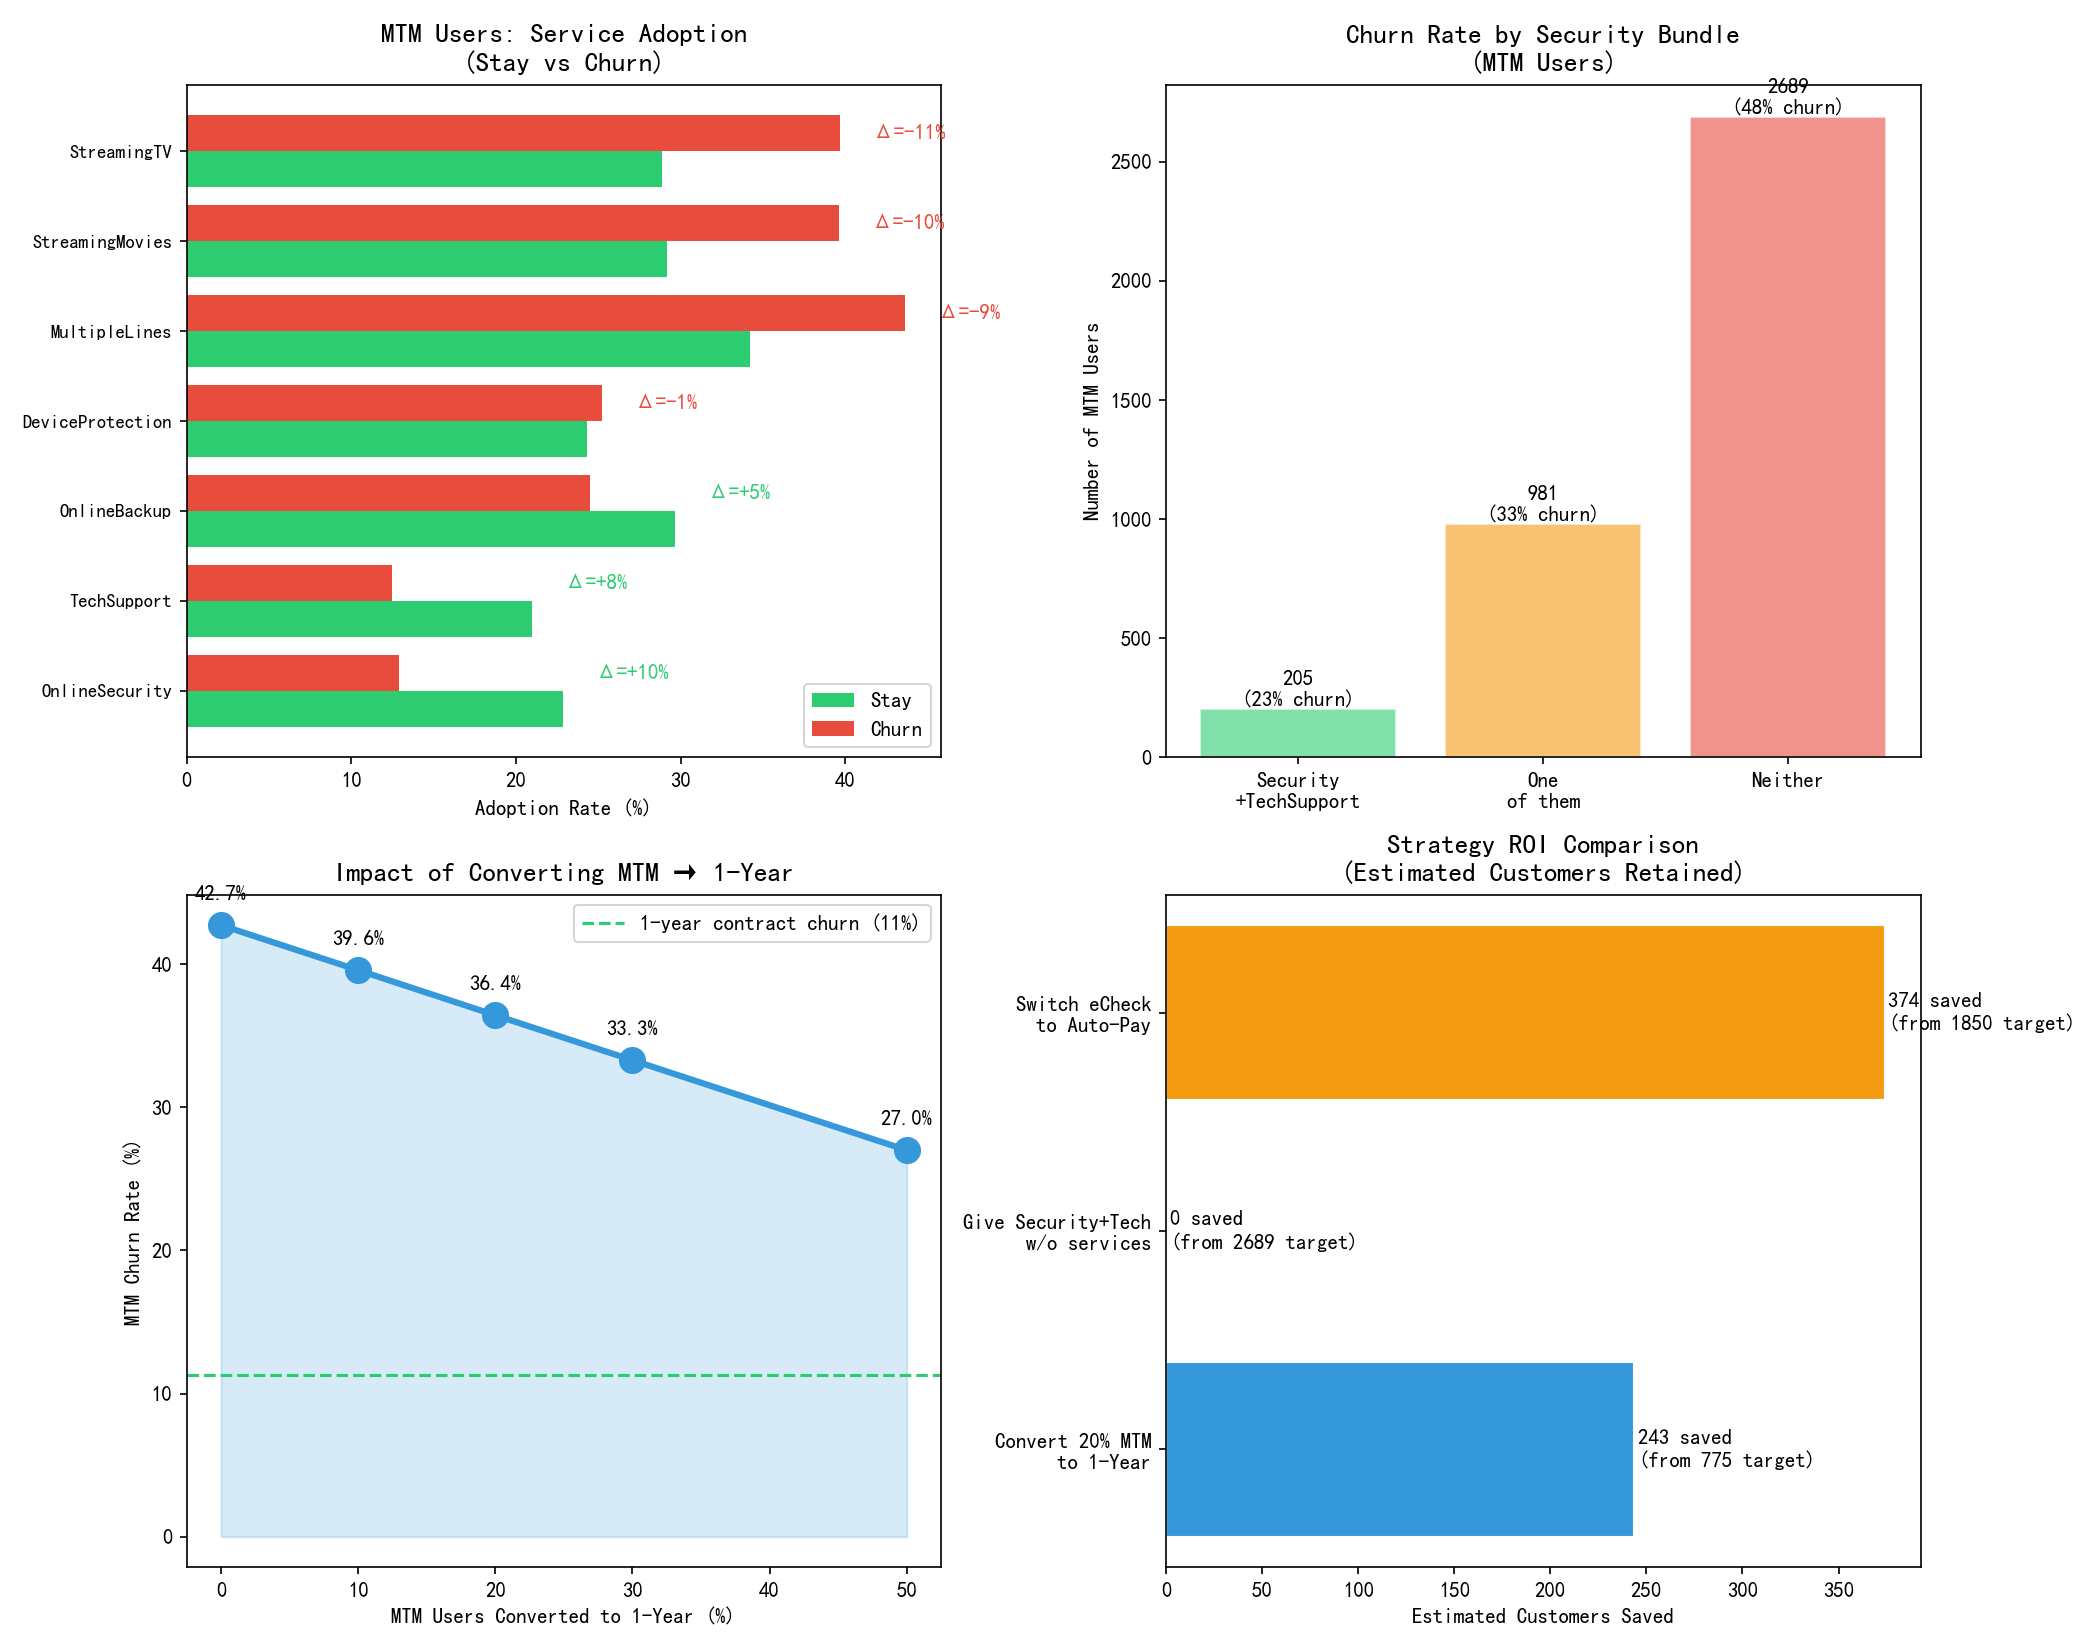 MTM Users: Service Adoption
(Stay vs Churn)
StreamingTV
StreamingMovies
MultipleLines
DeviceProtection
OnlineBackup
TechSupport
OnlineSecurity
Δ=-11%
Δ=-10%
Δ=-9%
Δ=-1%
Δ=+5%
Δ=+8%
Δ=+10%
Stay
Churn
0 10 20 30 40
Adoption Rate (%)
Churn Rate by Security Bundle
(MTM Users)
Number of MTM Users
2500
2000
1500
1000
500
0
205
(23% churn)
981
(33% churn)
2689
(48% churn)
Security
+TechSupport
One
of them
Neither
Impact of Converting MTM → 1-Year
1-year contract churn (11%)
MTM Churn Rate (%)
40
30
20
10
0
42.7%
39.6%
36.4%
33.3%
27.0%
0 10 20 30 40 50
MTM Users Converted to 1-Year (%)
Strategy ROI Comparison
(Estimated Customers Retained)
Switch eCheck
to Auto-Pay
374 saved
(from 1850 target)
Give Security+Tech
w/o services
0 saved
(from 2689 target)
Convert 20% MTM
to 1-Year
243 saved
(from 775 target)
0 50 100 150 200 250 300 350
Estimated Customers Saved